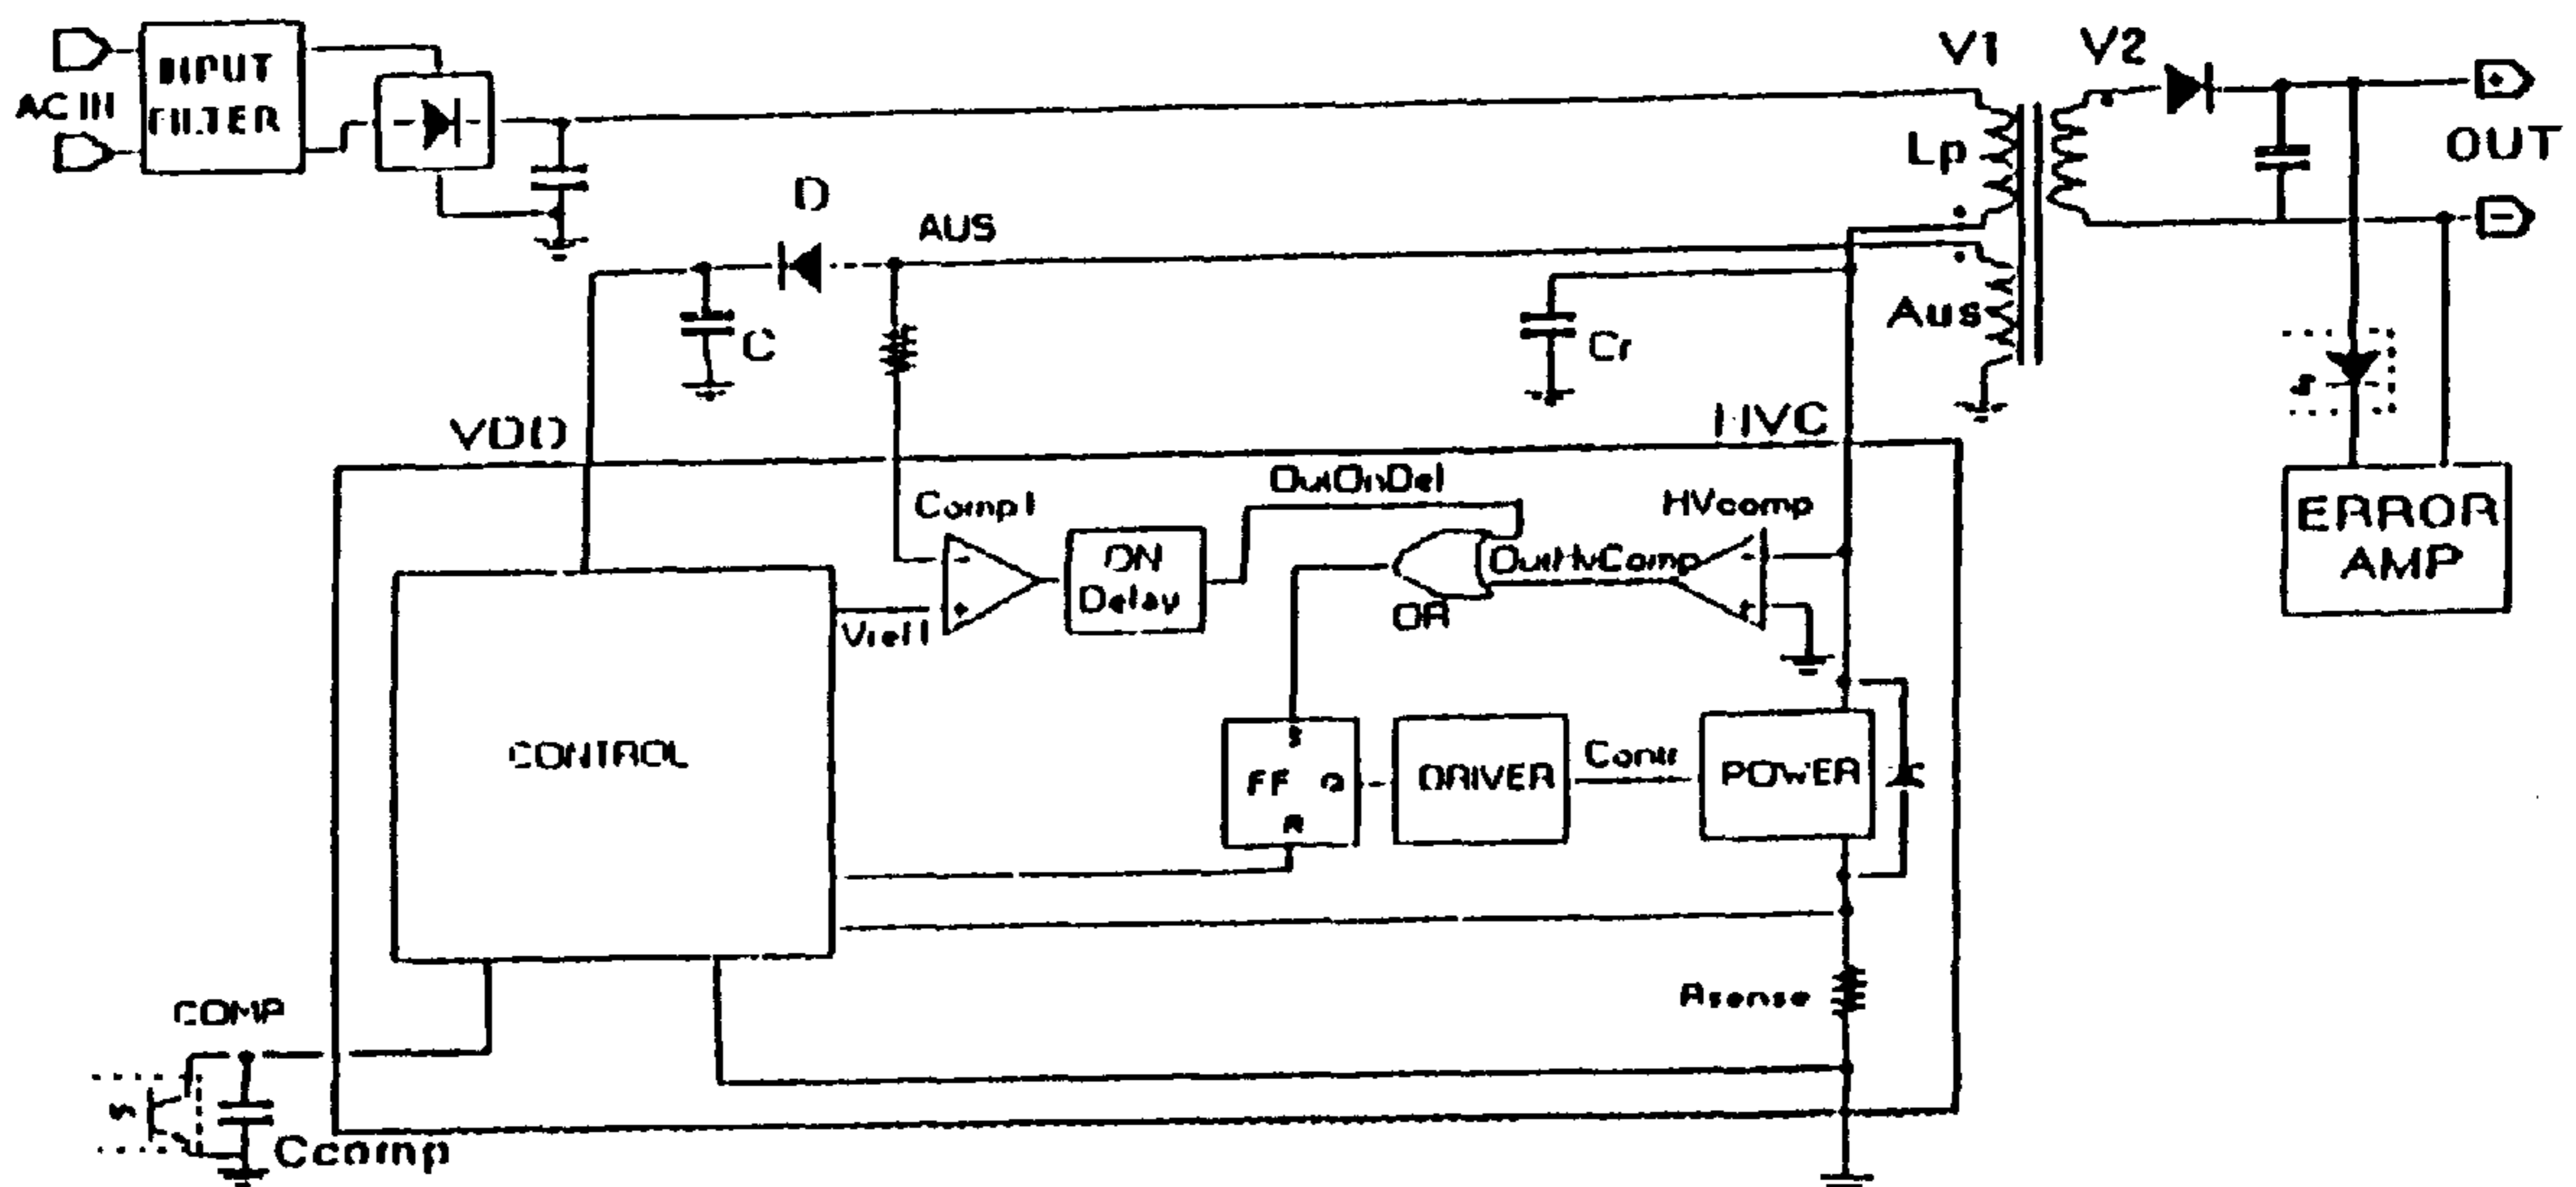 V1
V2
INPUT
FILTER
AC IN
+
OUT
-
Lp
D
AUS
Aus
C
Cr
VDD
HVC
OutOnDel
Comp1
HVcomp
ERROR
AMP
ON
Delay
-
+
OutHvComp
-
OR
Vref1
CONTROL
S
FF Q
R
DRIVER
Contr
POWER
Rsense
COMP
Ccomp